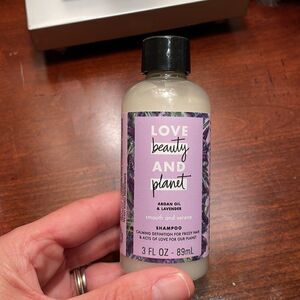 LOVE
beauty
AND
planet
ARGAN OIL
& LAVENDER
smooth and serene
SHAMPOO
CALMING DEFINITION FOR FRIZZY HAIR
& ACTS OF LOVE FOR OUR PLANET
3 FL OZ - 89mL